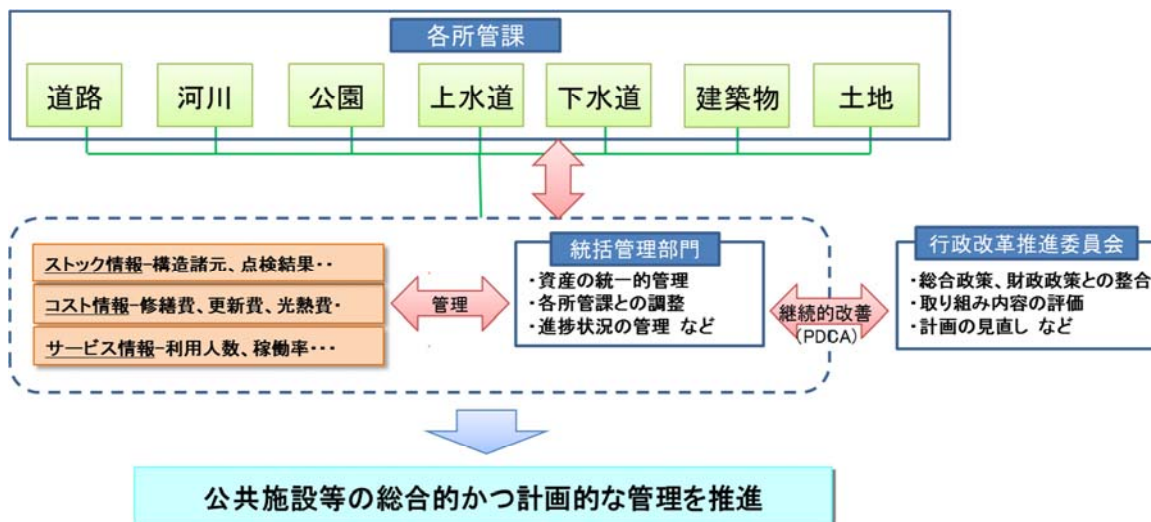 各所管課
道路
河川
公園
上水道
下水道
建築物
土地
ストック情報-構造諸元、点検結果・・
コスト情報-修繕費、更新費、光熱費・
サービス情報-利用人数、稼働率・・・
管理
統括管理部門
・資産の統一的管理
・各所管課との調整
・進捗状況の管理 など
継続的改善
(PDCA)
行政改革推進委員会
・総合政策、財政政策との整合
・取り組み内容の評価
・計画の見直し など
公共施設等の総合的かつ計画的な管理を推進